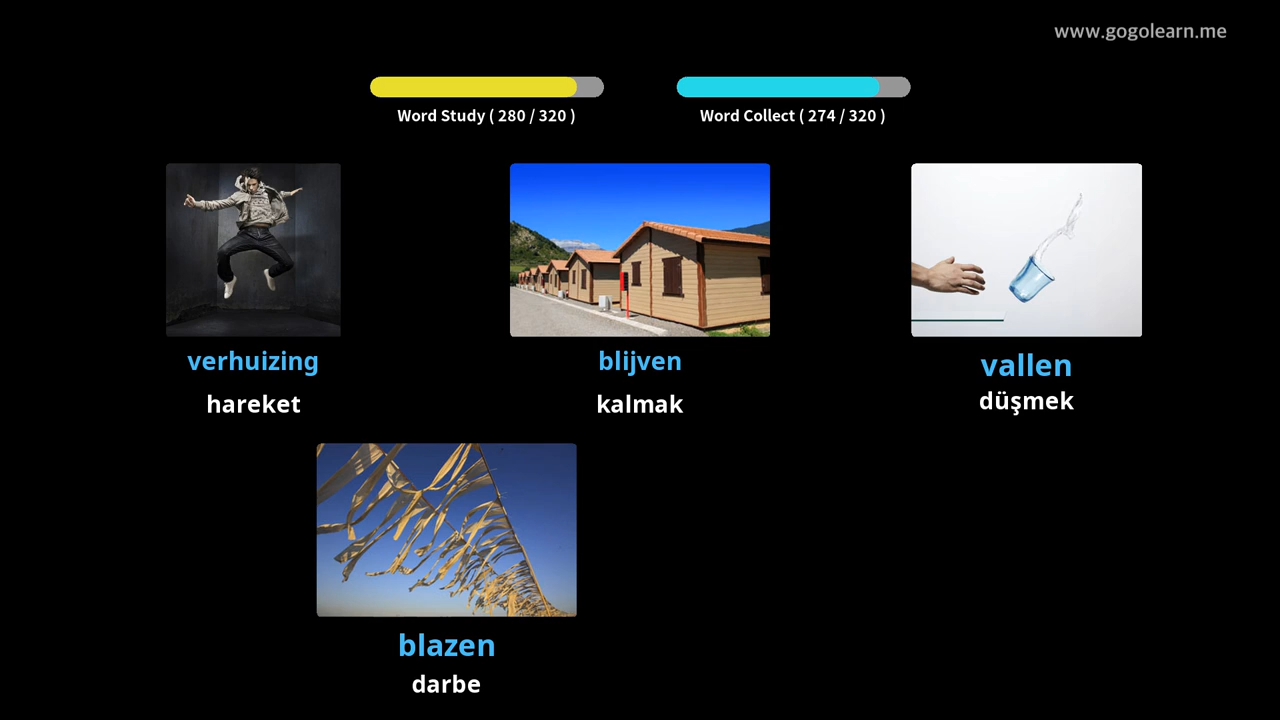 www.gogolearn.me
Word Study ( 280 / 320 )
Word Collect ( 274 / 320 )
verhuizing
hareket
blijven
kalmak
vallen
düşmek
blazen
darbe